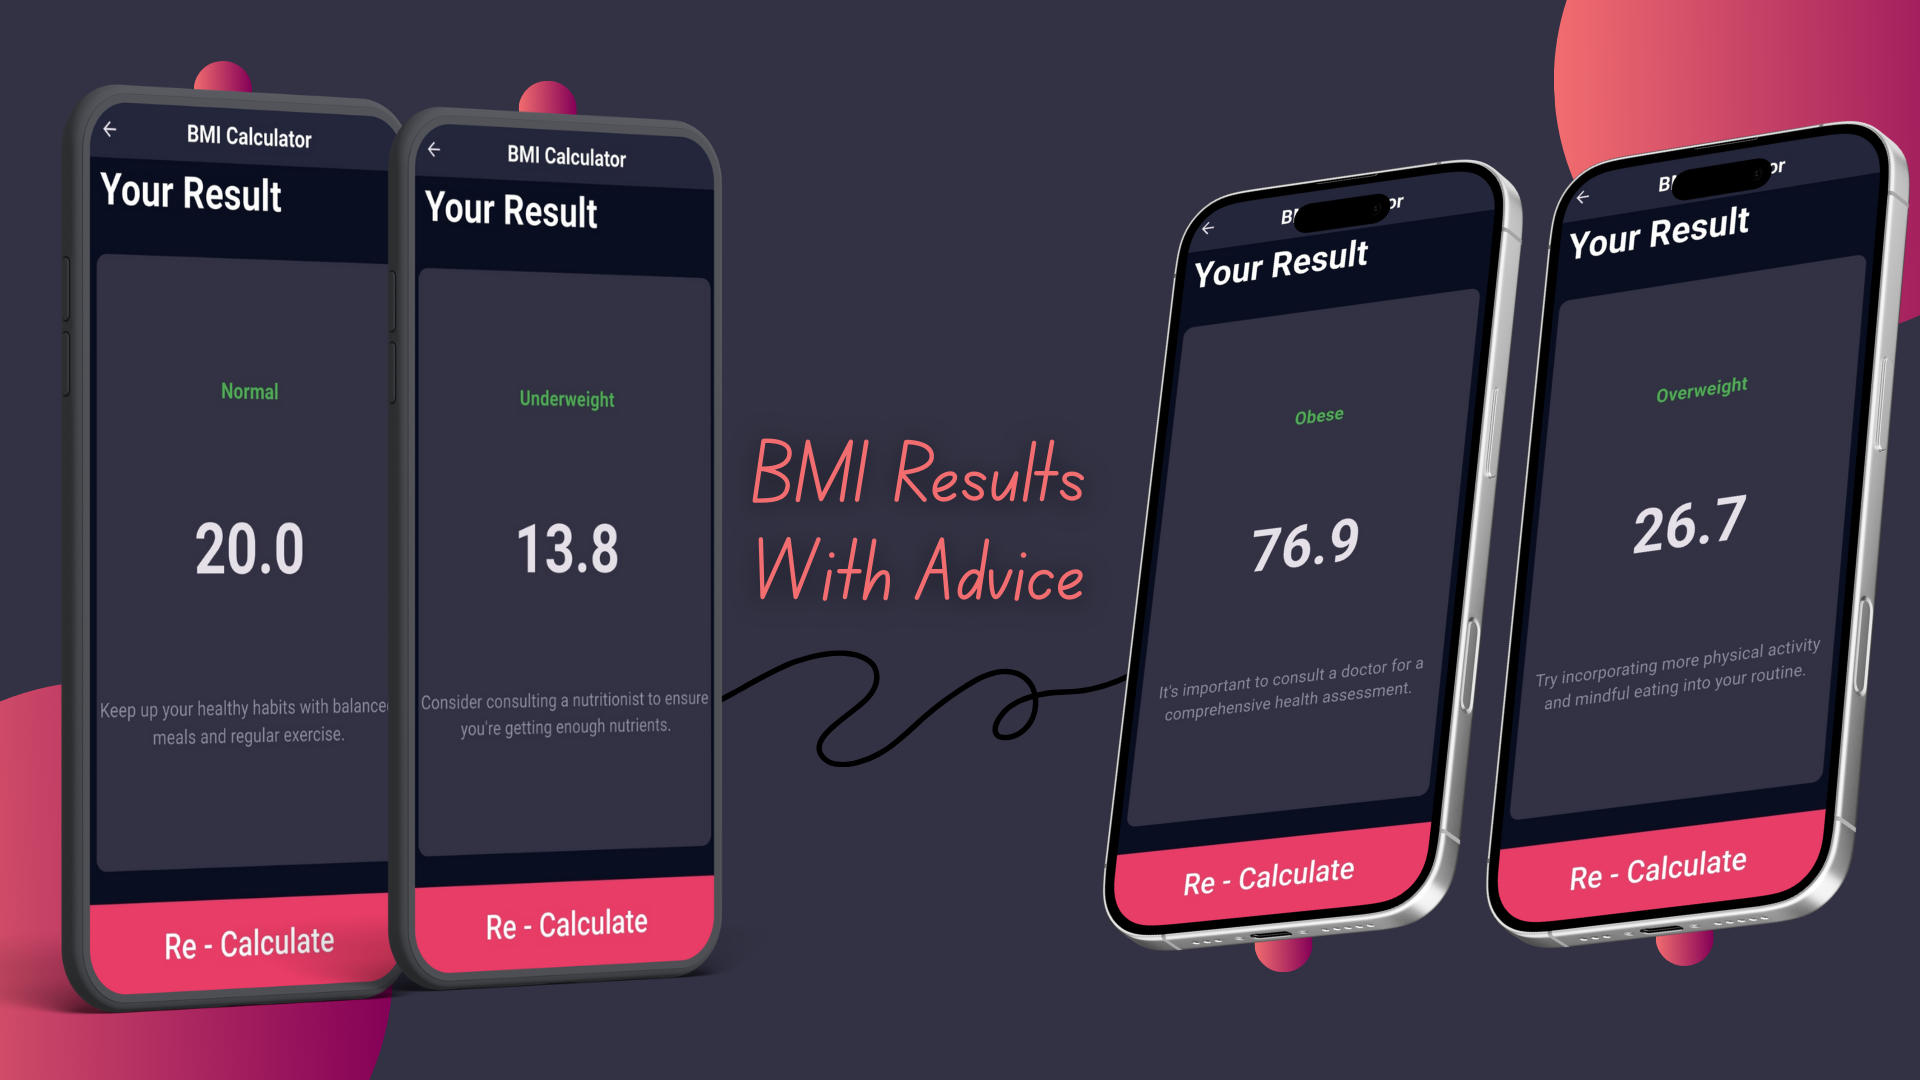 BMI Calculator
Your Result
Normal
20.0
Keep up your healthy habits with balance
meals and regular exercise.
Re - Calculate
BMI Calculator
Your Result
Underweight
13.8
Consider consulting a nutritionist to ensure
you're getting enough nutrients.
Re - Calculate
BMI Results
With Advice
BI or
Your Result
Obese
76.9
It's important to consult a doctor for a
comprehensive health assessment.
Re - Calculate
BI or
Your Result
Overweight
26.7
Try incorporating more physical activity
and mindful eating into your routine.
Re - Calculate